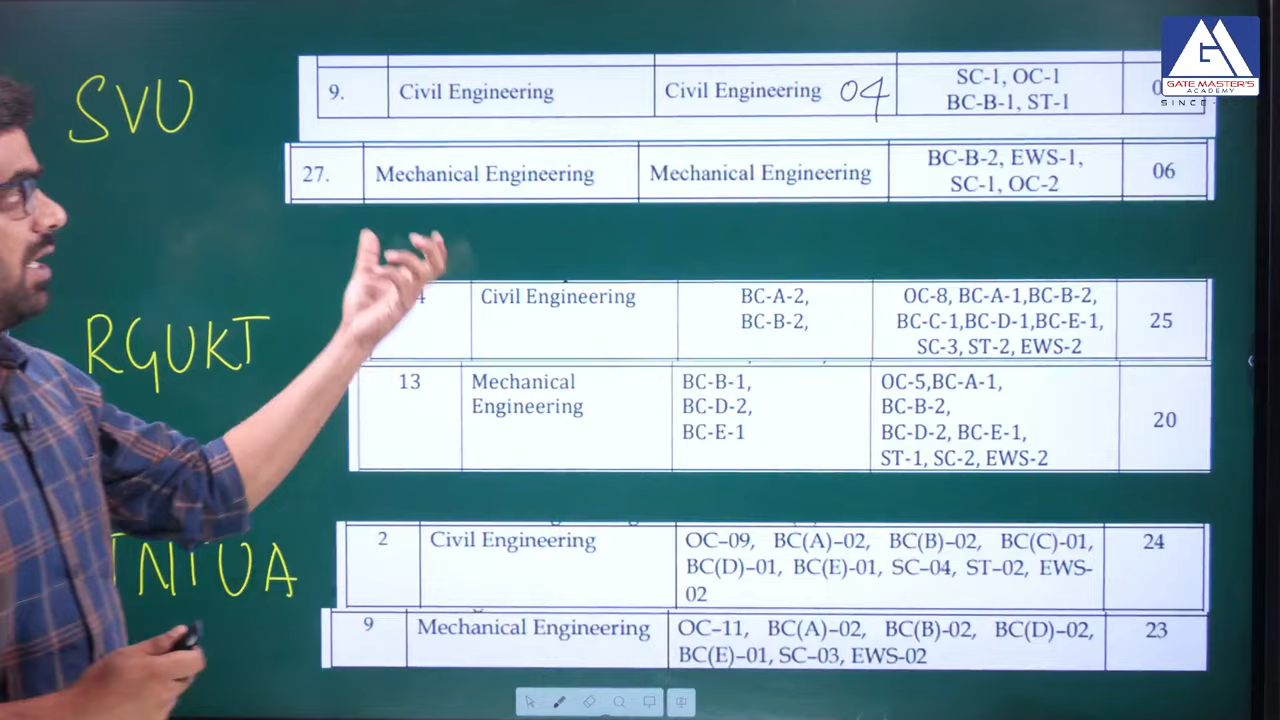 SVU
9. Civil Engineering Civil Engineering 04 SC-1, OC-1
BC-B-1, ST-1
27. Mechanical Engineering Mechanical Engineering BC-B-2, EWS-1,
SC-1, OC-2 06
RGUKT
4 Civil Engineering BC-A-2,
BC-B-2,
OC-8, BC-A-1,BC-B-2,
BC-C-1,BC-D-1,BC-E-1,
SC-3, ST-2, EWS-2
25
13 Mechanical
Engineering
BC-B-1,
BC-D-2,
BC-E-1
OC-5,BC-A-1,
BC-B-2,
BC-D-2, BC-E-1,
ST-1, SC-2, EWS-2
20
JNTUA
2 Civil Engineering OC–09, BC(A)–02, BC(B)–02, BC(C)-01,
BC(D)–01, BC(E)-01, SC–04, ST–02, EWS-
02
24
9 Mechanical Engineering OC–11, BC(A)–02, BC(B)-02, BC(D)–02,
BC(E)–01, SC–03, EWS–02
23
GATE MASTER'S
ACADEMY